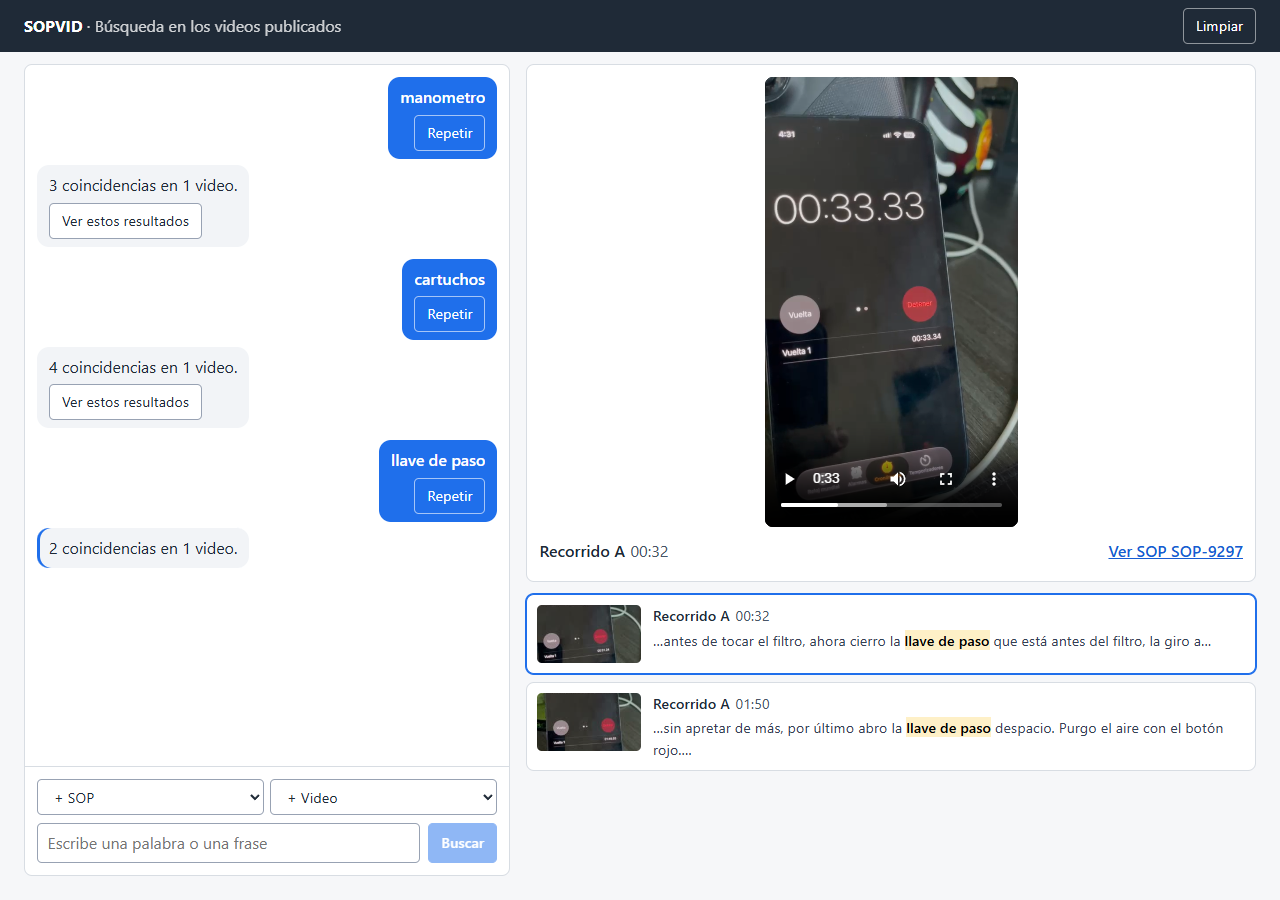 SOPVID · Búsqueda en los videos publicados
Limpiar
manometro
Repetir
3 coincidencias en 1 video.
Ver estos resultados
cartuchos
Repetir
4 coincidencias en 1 video.
Ver estos resultados
llave de paso
Repetir
2 coincidencias en 1 video.
+ SOP
+ Video
Escribe una palabra o una frase
Buscar
4:31
00:33.33
Vuelta
Detener
Vuelta 1
00:33.34
0:33
Recorrido A 00:32
Ver SOP SOP-9297
Recorrido A 00:32
...antes de tocar el filtro, ahora cierro la llave de paso que está antes del filtro, la giro a...
Recorrido A 01:50
...sin apretar de más, por último abro la llave de paso despacio. Purgo el aire con el botón
rojo....